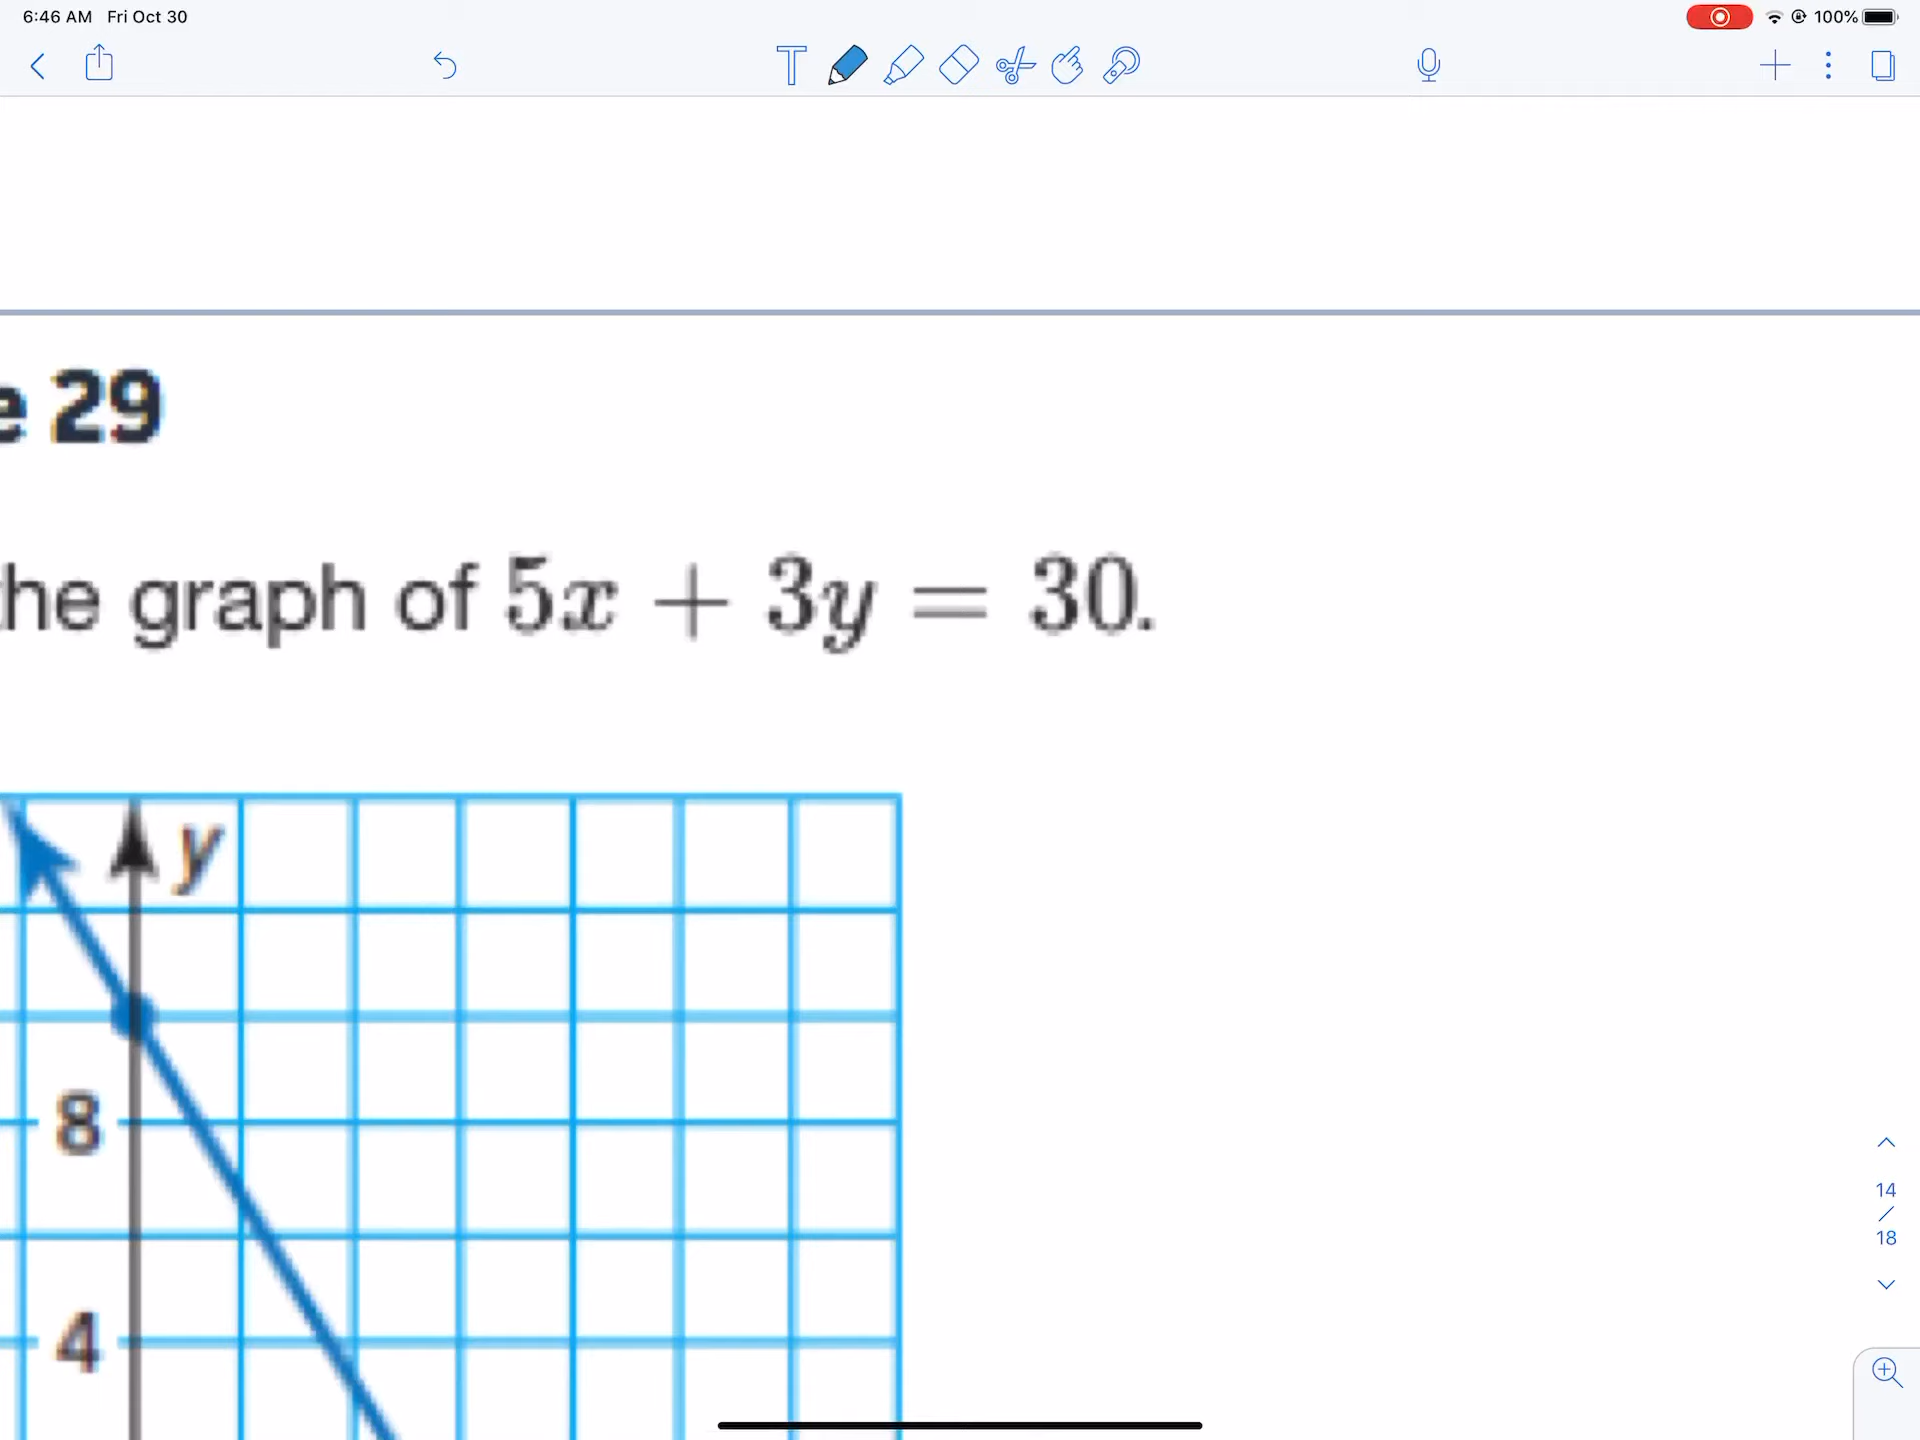 6:46 AM Fri Oct 30
100%
T
e 29
he graph of 5x + 3y = 30.
y
8
4
14
/
18